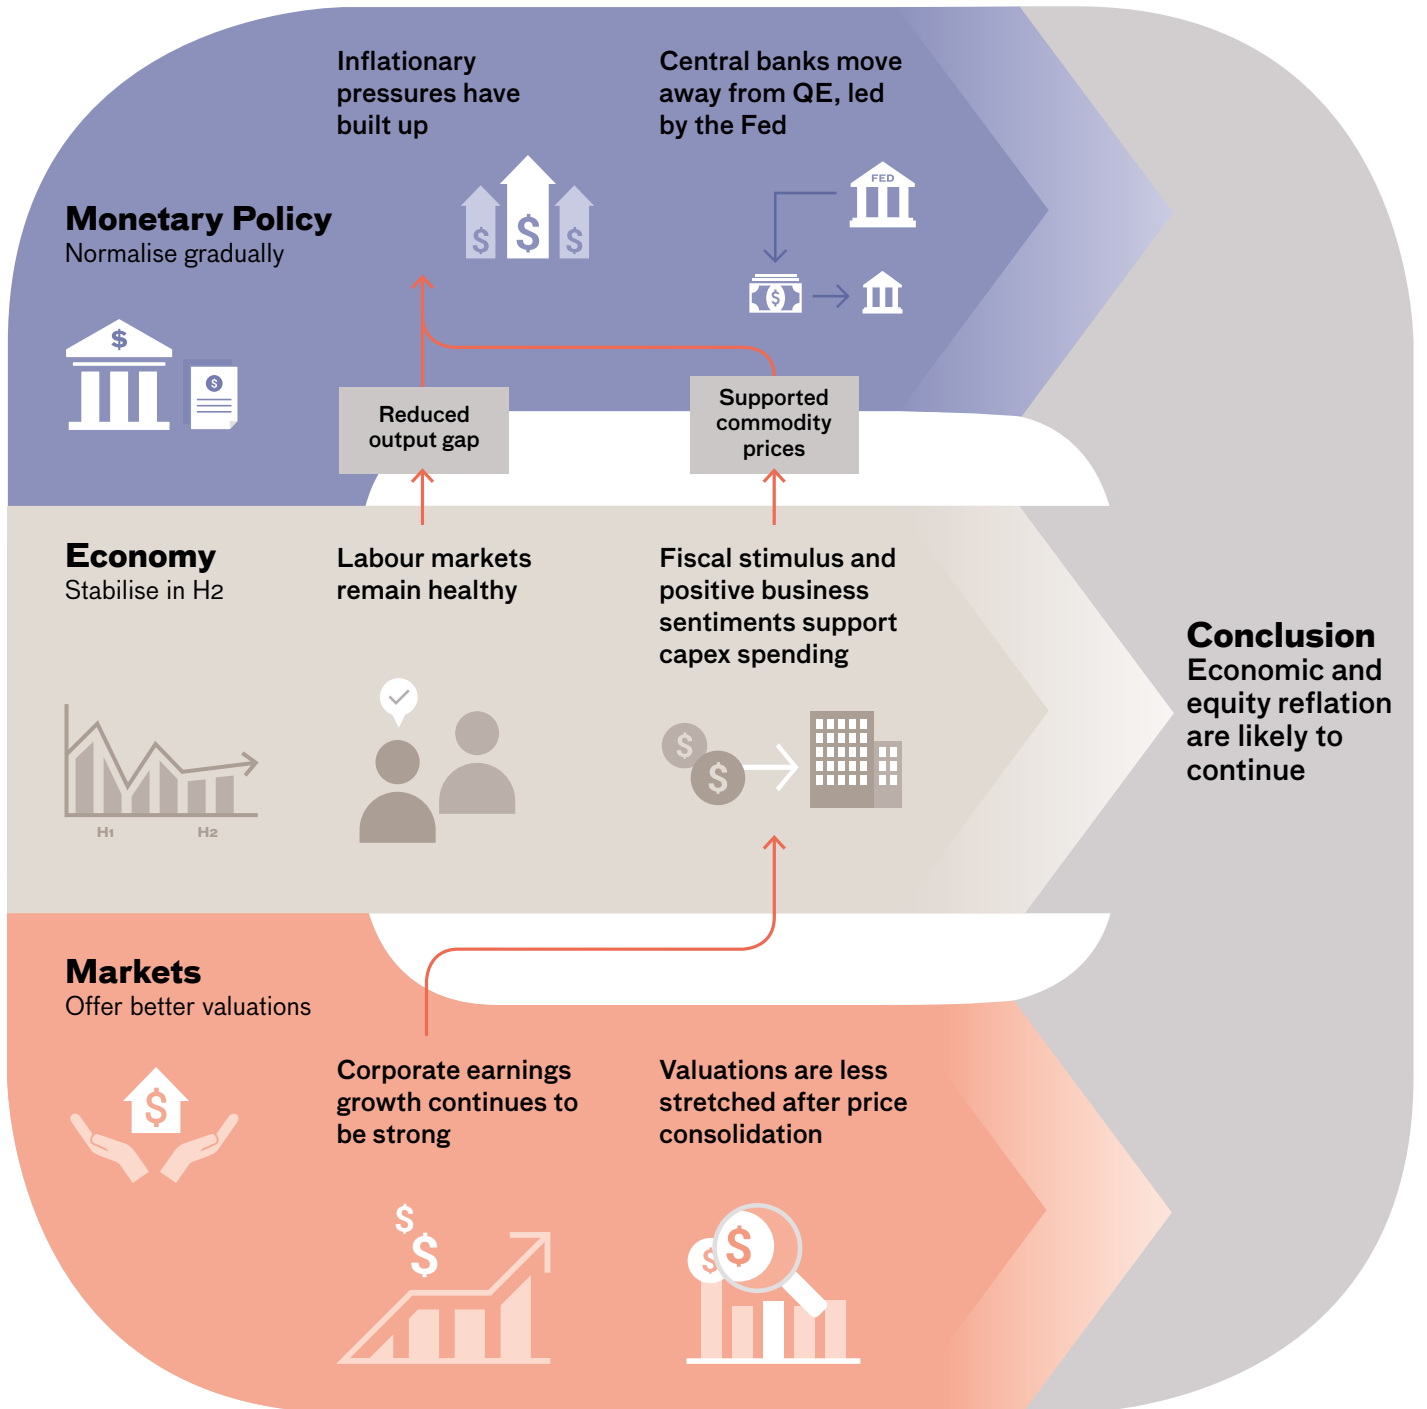 Inflationary
pressures have
built up
Central banks move
away from QE, led
by the Fed
$
$
$
FED
$
Monetary Policy
Normalise gradually
$
$
Reduced
output gap
Supported
commodity
prices
Economy
Stabilise in H2
H1
H2
Labour markets
remain healthy
Fiscal stimulus and
positive business
sentiments support
capex spending
$
$
Conclusion
Economic and
equity reflation
are likely to
continue
Markets
Offer better valuations
$
Corporate earnings
growth continues to
be strong
$
$
Valuations are less
stretched after price
consolidation
$
$